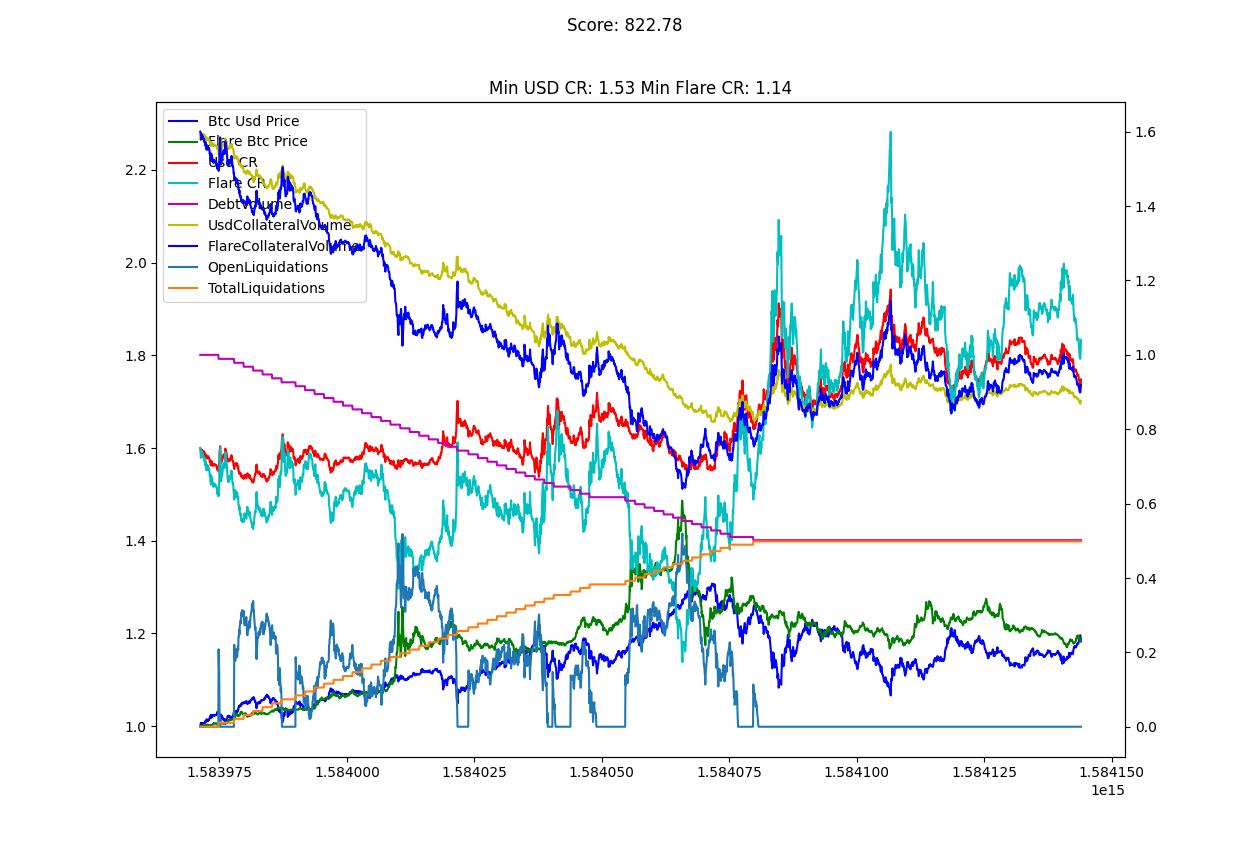 Score: 822.78
Min USD CR: 1.53 Min Flare CR: 1.14
Btc Usd Price
Flare Btc Price
Usd CR
Flare CR
DebtVolume
UsdCollateralVolume
FlareCollateralVolume
OpenLiquidations
TotalLiquidations
2.2
2.0
1.8
1.6
1.4
1.2
1.0
1.6
1.4
1.2
1.0
0.8
0.6
0.4
0.2
0.0
1.583975 1.584000 1.584025 1.584050 1.584075 1.584100 1.584125 1.584150
1e15